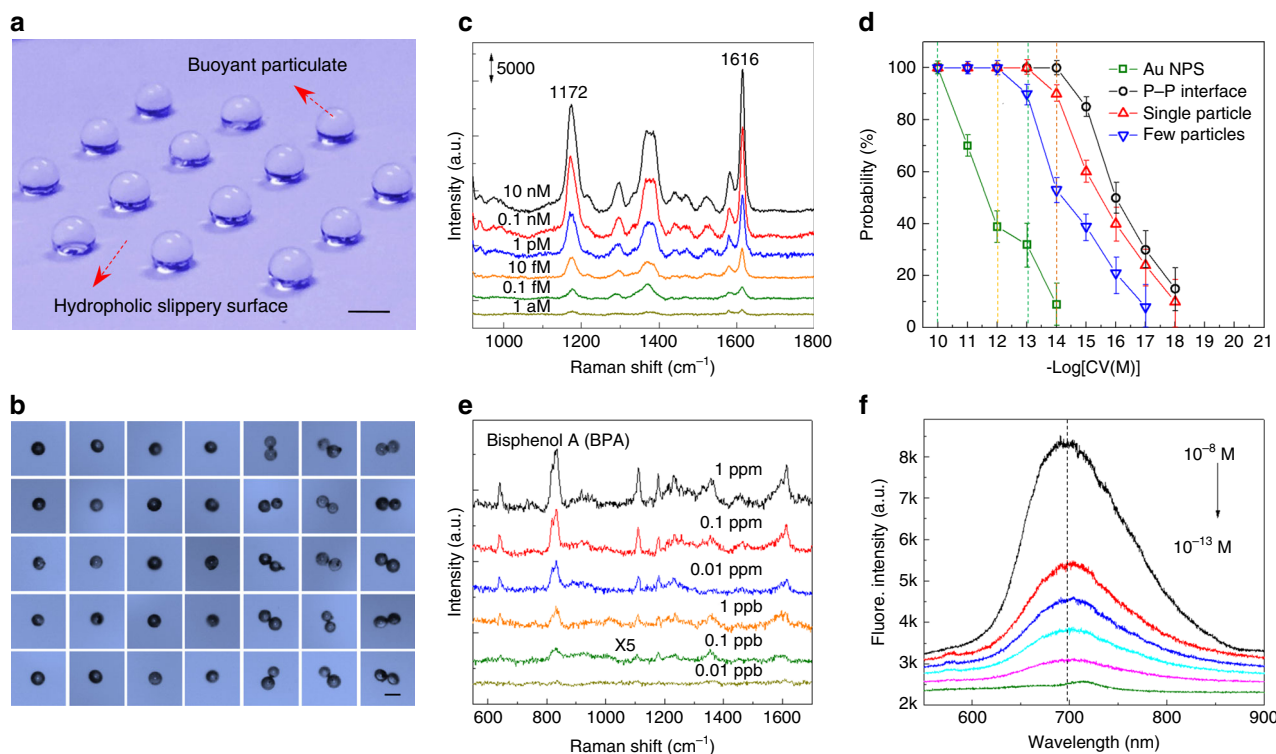 a
Buoyant particulate
Hydropholic slippery surface
b
c
5000
1172
1616
10 nM
0.1 nM
1 pM
10 fM
0.1 fM
1 aM
Intensity (a.u.)
1000 1200 1400 1600 1800
Raman shift (cm⁻¹)
d
Au NPS
P–P interface
Single particle
Few particles
Probability (%)
100
80
60
40
20
0
10 11 12 13 14 15 16 17 18 19 20 21
-Log[CV(M)]
e
Bisphenol A (BPA)
1 ppm
0.1 ppm
0.01 ppm
1 ppb
X5
0.1 ppb
0.01 ppb
Intensity (a.u.)
600 800 1000 1200 1400 1600
Raman shift (cm⁻¹)
f
10⁻⁸ M
10⁻¹³ M
Fluore. intensity (a.u.)
8k
7k
6k
5k
4k
3k
2k
600 700 800 900
Wavelength (nm)